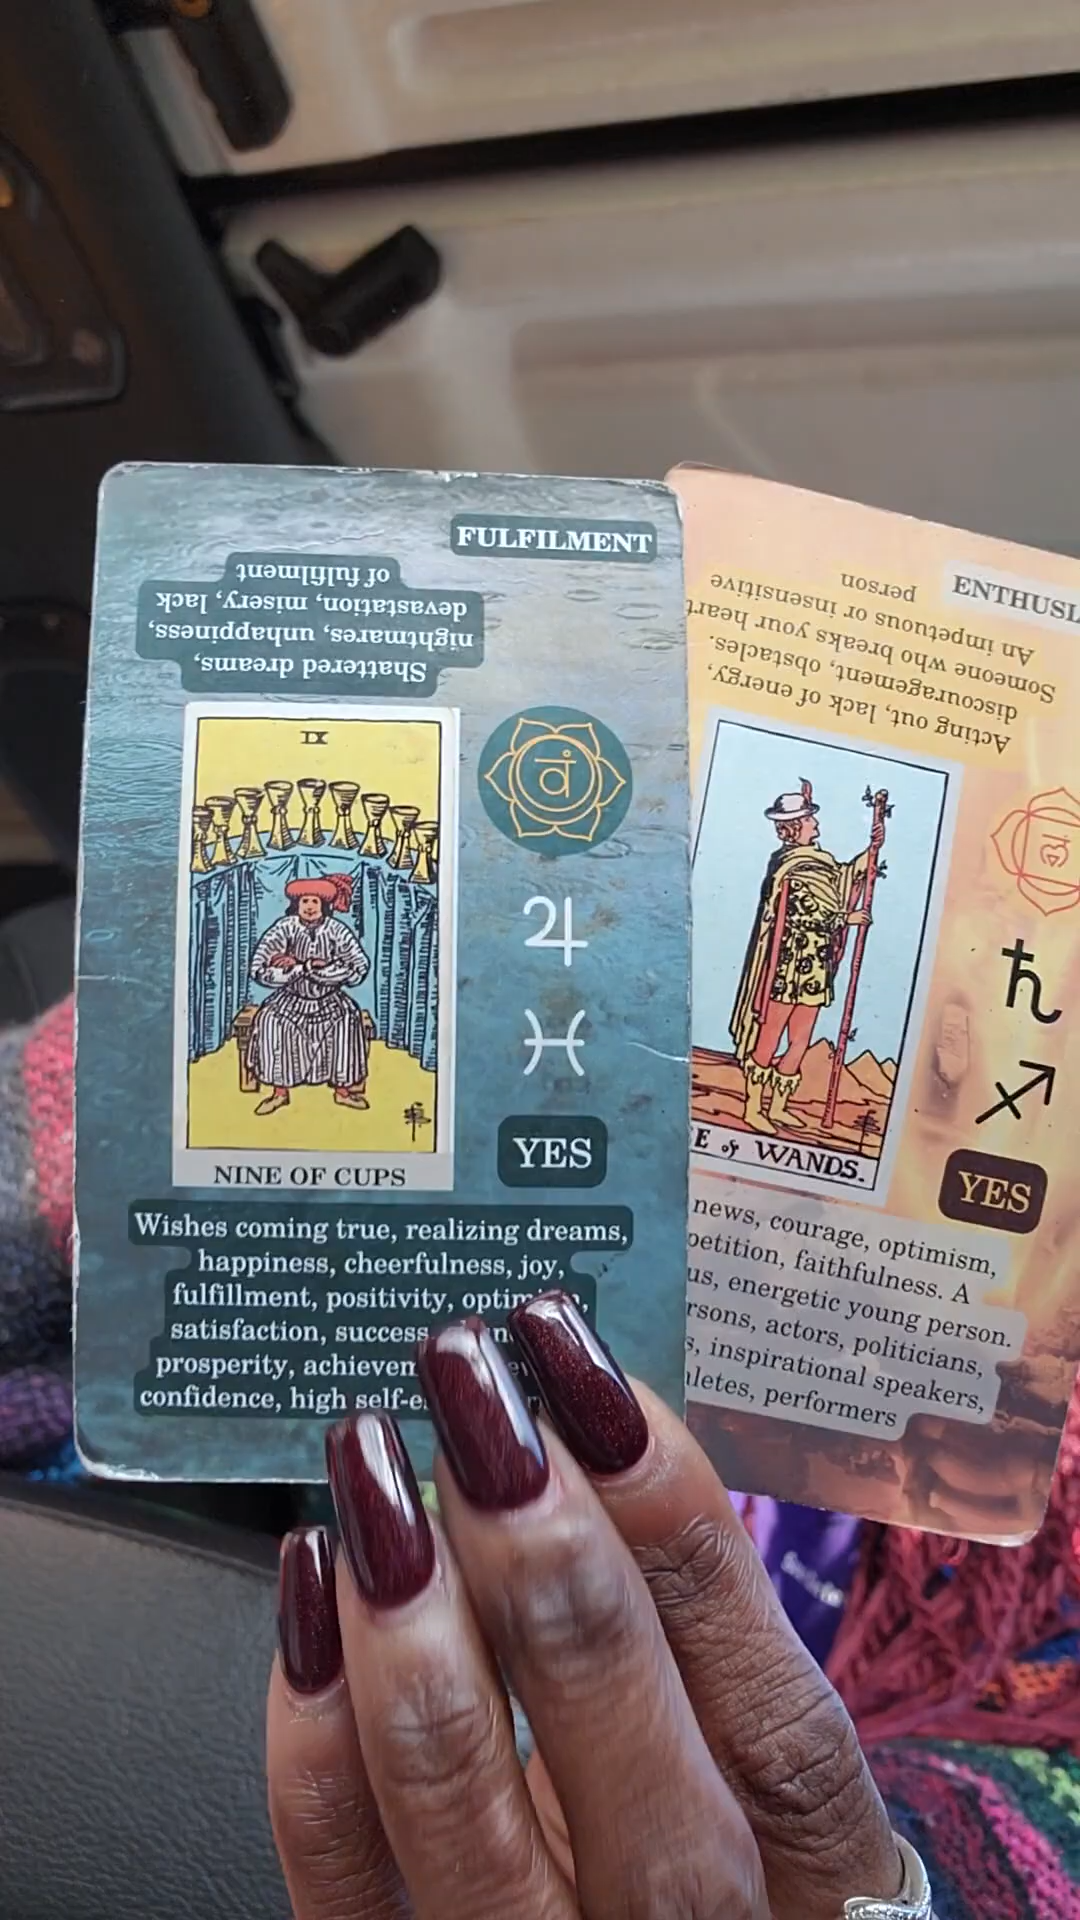 FULFILMENT
Shattered dreams,
nightmares, unhappiness,
devastation, misery, lack
of fulfilment
IX
वं
YES
NINE OF CUPS
Wishes coming true, realizing dreams,
happiness, cheerfulness, joy,
fulfillment, positivity,
satisfaction, success
prosperity,
confidence, high
Acting out, lack of energy,
discouragement, obstacles.
Someone who breaks your heart
An impetuous or insensitive
person
लं
OF WANDS.
YES
news, courage, optimism,
faithfulness. A
energetic young person.
actors, politicians,
inspirational speakers,
performers